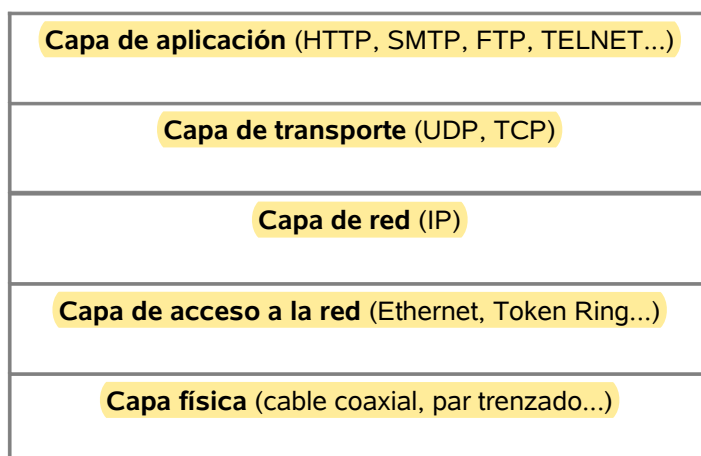 Capa de aplicación (HTTP, SMTP, FTP, TELNET...)
Capa de transporte (UDP, TCP)
Capa de red (IP)
Capa de acceso a la red (Ethernet, Token Ring...)
Capa física (cable coaxial, par trenzado...)